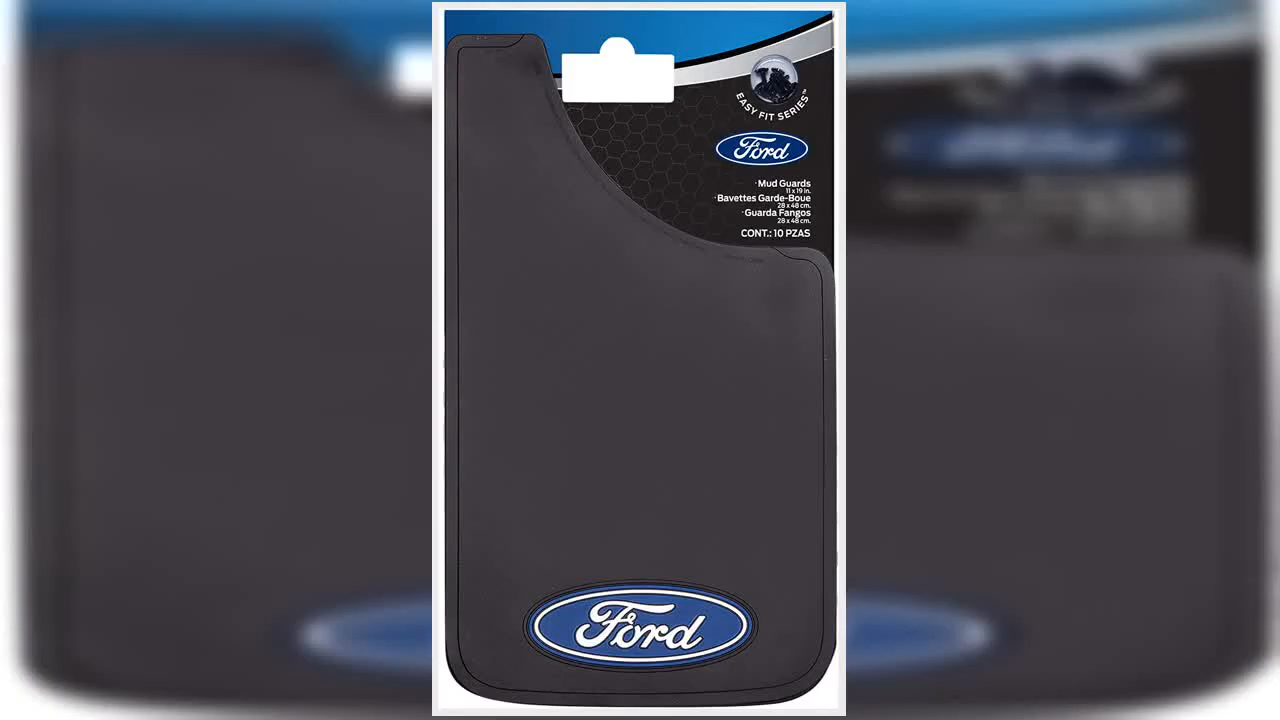 EASY FIT SERIES™
Ford
· Mud Guards
11 x 19 in.
· Bavettes Garde-Boue
28 x 48 cm.
· Guarda Fangos
28 x 48 cm.
CONT.: 10 PZAS
Ford